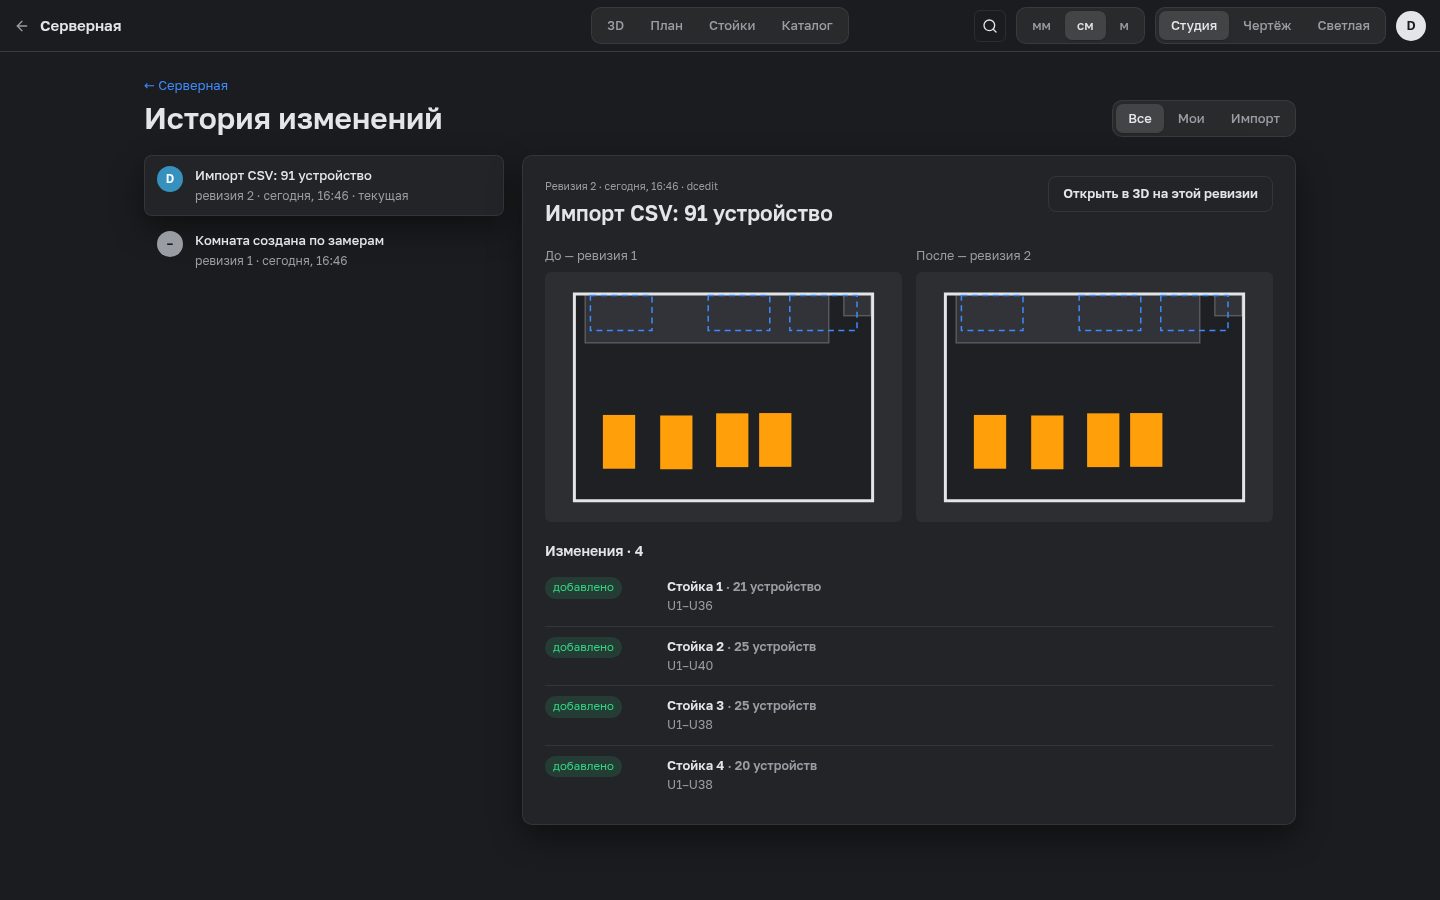 Серверная
3D План Стойки Каталог
мм см м
Студия Чертёж Светлая
D
← Серверная
История изменений
Все Мои Импорт
D
Импорт CSV: 91 устройство
ревизия 2 · сегодня, 16:46 · текущая
–
Комната создана по замерам
ревизия 1 · сегодня, 16:46
Ревизия 2 · сегодня, 16:46 · dcedit
Импорт CSV: 91 устройство
Открыть в 3D на этой ревизии
До — ревизия 1
После — ревизия 2
Изменения · 4
добавлено
Стойка 1 · 21 устройство
U1–U36
добавлено
Стойка 2 · 25 устройств
U1–U40
добавлено
Стойка 3 · 25 устройств
U1–U38
добавлено
Стойка 4 · 20 устройств
U1–U38